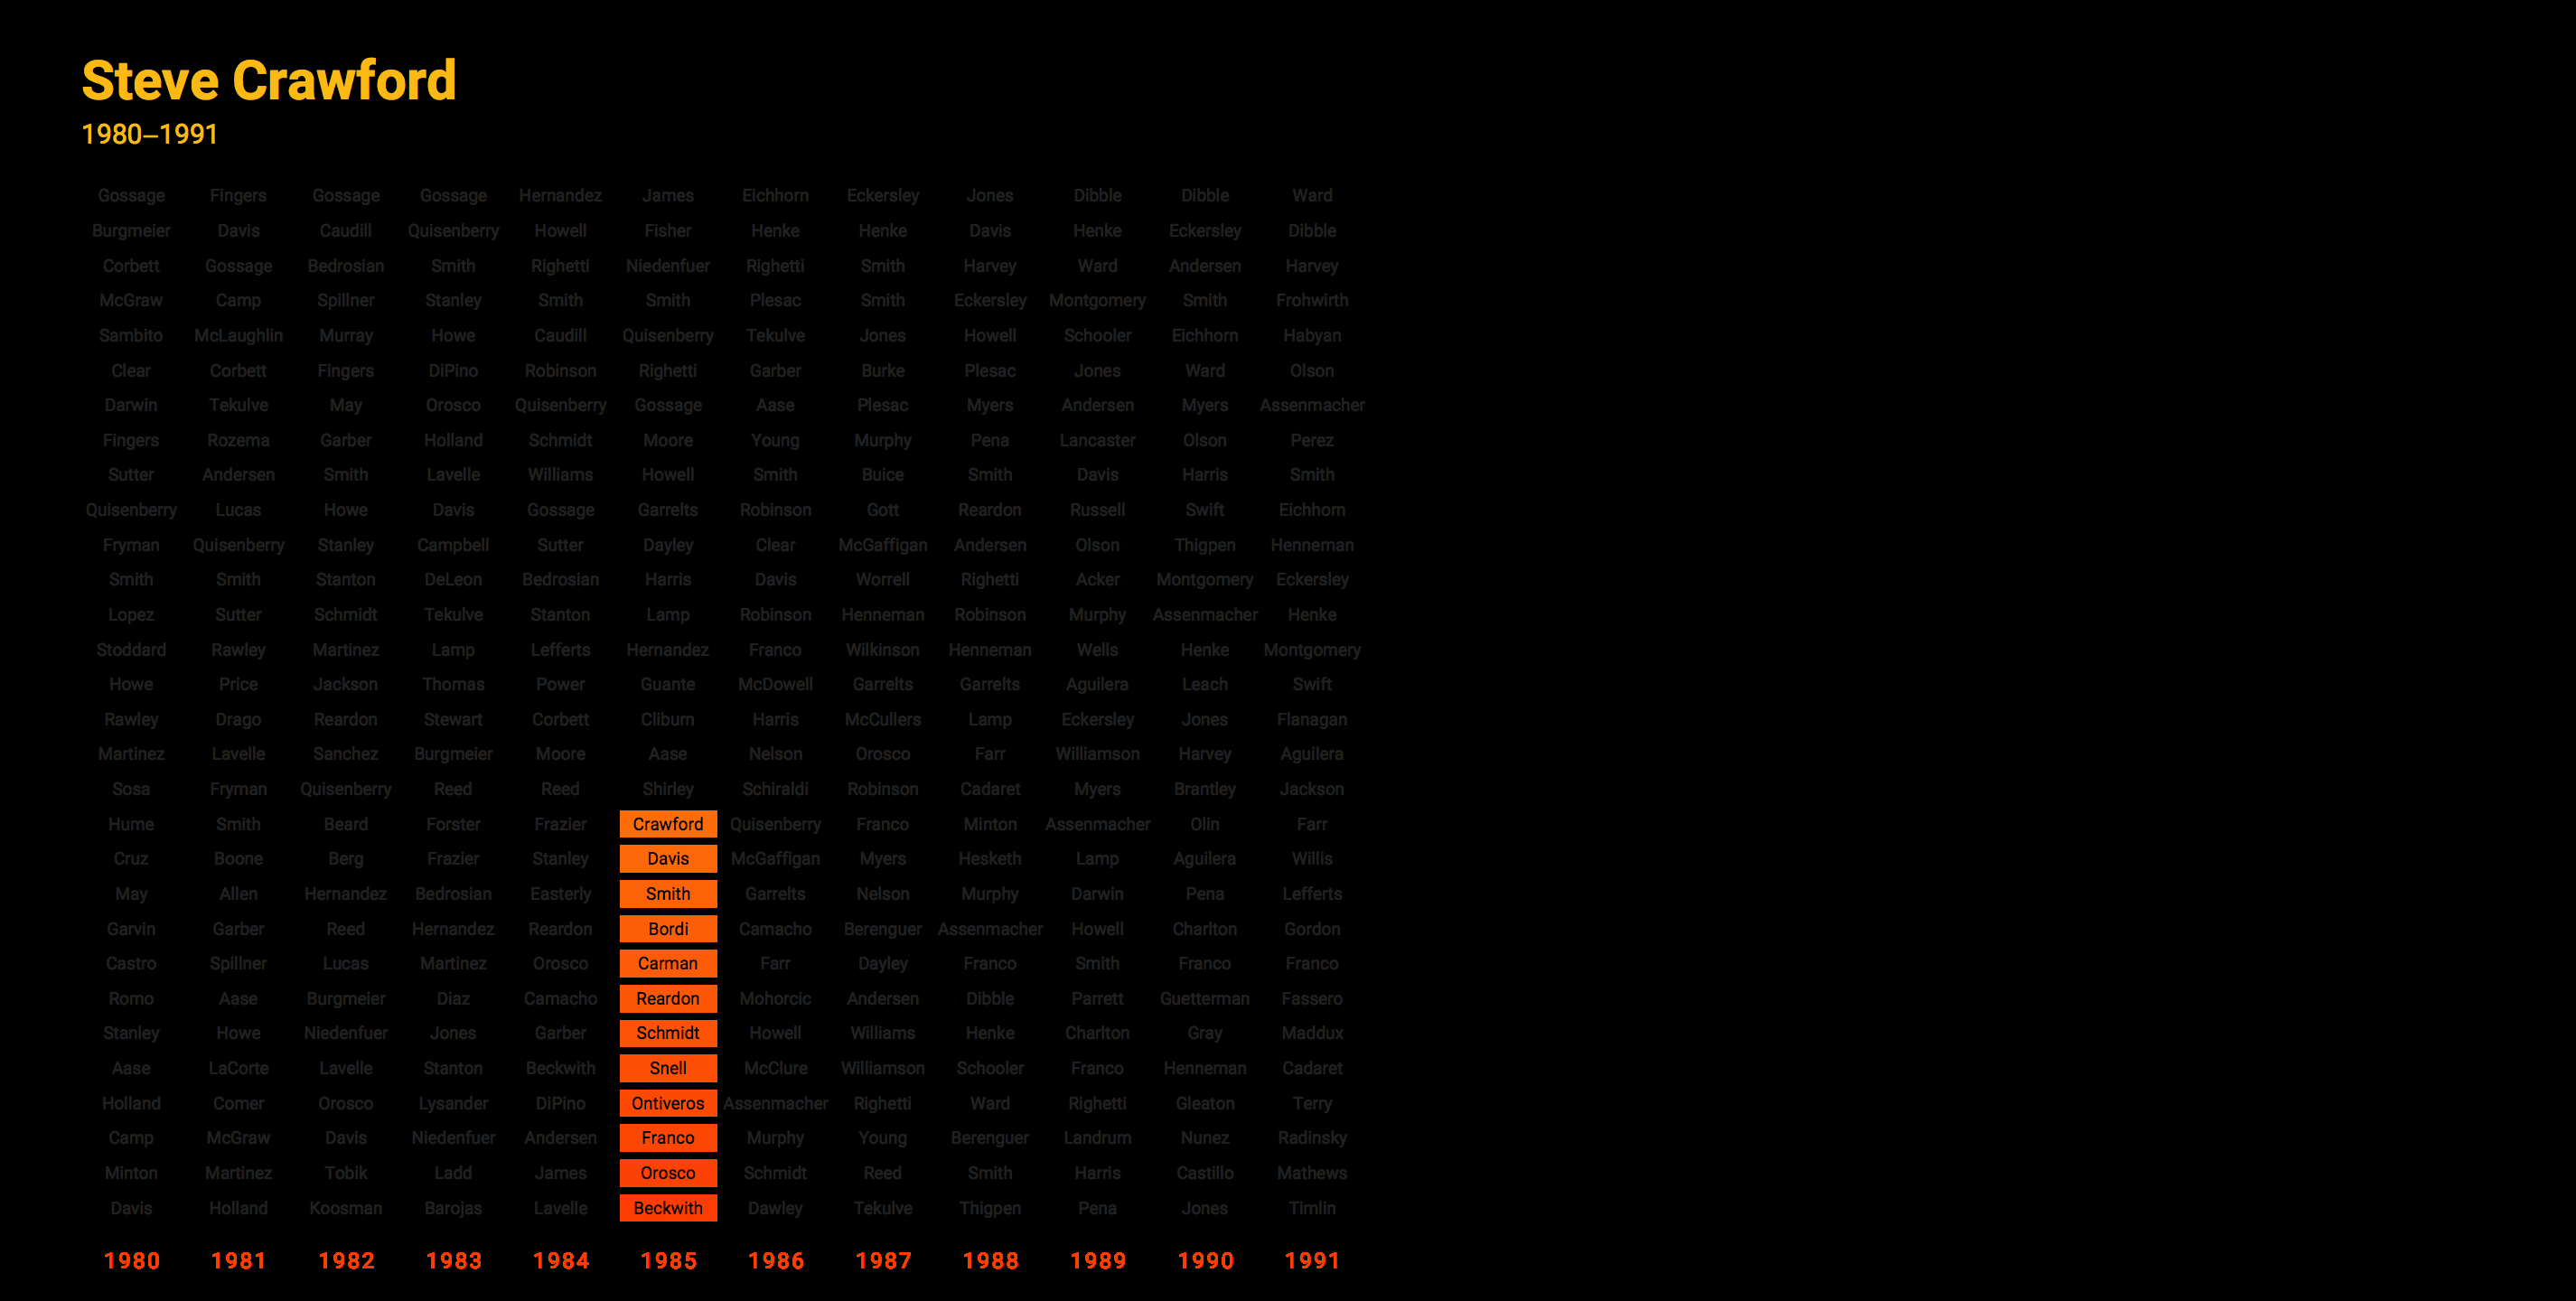 Steve Crawford
1980–1991
Gossage Fingers Gossage Gossage Hernandez James Eichhorn Eckersley Jones Dibble Dibble Ward
Burgmeier Davis Caudill Quisenberry Howell Fisher Henke Henke Davis Henke Eckersley Dibble
Corbett Gossage Bedrosian Smith Righetti Niedenfuer Righetti Smith Harvey Ward Andersen Harvey
McGraw Camp Spillner Stanley Smith Smith Plesac Smith Eckersley Montgomery Smith Frohwirth
Sambito McLaughlin Murray Howe Caudill Quisenberry Tekulve Jones Howell Schooler Eichhorn Habyan
Clear Corbett Fingers DiPino Robinson Righetti Garber Burke Plesac Jones Ward Olson
Darwin Tekulve May Orosco Quisenberry Gossage Aase Plesac Myers Andersen Myers Assenmacher
Fingers Rozema Garber Holland Schmidt Moore Young Murphy Pena Lancaster Olson Perez
Sutter Andersen Smith Lavelle Williams Howell Smith Buice Smith Davis Harris Smith
Quisenberry Lucas Howe Davis Gossage Garrelts Robinson Gott Reardon Russell Swift Eichhorn
Fryman Quisenberry Stanley Campbell Sutter Dayley Clear McGaffigan Andersen Olson Thigpen Henneman
Smith Smith Stanton DeLeon Bedrosian Harris Davis Worrell Righetti Acker Montgomery Eckersley
Lopez Sutter Schmidt Tekulve Stanton Lamp Robinson Henneman Robinson Murphy Assenmacher Henke
Stoddard Rawley Martinez Lamp Lefferts Hernandez Franco Wilkinson Henneman Wells Henke Montgomery
Howe Price Jackson Thomas Power Guante McDowell Garrelts Garrelts Aguilera Leach Swift
Rawley Drago Reardon Stewart Corbett Cliburn Harris McCullers Lamp Eckersley Jones Flanagan
Martinez Lavelle Sanchez Burgmeier Moore Aase Nelson Orosco Farr Williamson Harvey Aguilera
Sosa Fryman Quisenberry Reed Reed Shirley Schiraldi Robinson Cadaret Myers Brantley Jackson
Hume Smith Beard Forster Frazier Crawford Quisenberry Franco Minton Assenmacher Olin Farr
Cruz Boone Berg Frazier Stanley Davis McGaffigan Myers Hesketh Lamp Aguilera Willis
May Allen Hernandez Bedrosian Easterly Smith Garrelts Nelson Murphy Darwin Pena Lefferts
Garvin Garber Reed Hernandez Reardon Bordi Camacho Berenguer Assenmacher Howell Charlton Gordon
Castro Spillner Lucas Martinez Orosco Carman Farr Dayley Franco Smith Franco Franco
Romo Aase Burgmeier Diaz Camacho Reardon Mohorcic Andersen Dibble Parrett Guetterman Fassero
Stanley Howe Niedenfuer Jones Garber Schmidt Howell Williams Henke Charlton Gray Maddux
Aase LaCorte Lavelle Stanton Beckwith Snell McClure Williamson Schooler Franco Henneman Cadaret
Holland Comer Orosco Lysander DiPino Ontiveros Assenmacher Righetti Ward Righetti Gleaton Terry
Camp McGraw Davis Niedenfuer Andersen Franco Murphy Young Berenguer Landrum Nunez Radinsky
Minton Martinez Tobik Ladd James Orosco Schmidt Reed Smith Harris Castillo Mathews
Davis Holland Koosman Barojas Lavelle Beckwith Dawley Tekulve Thigpen Pena Jones Timlin
1980 1981 1982 1983 1984 1985 1986 1987 1988 1989 1990 1991